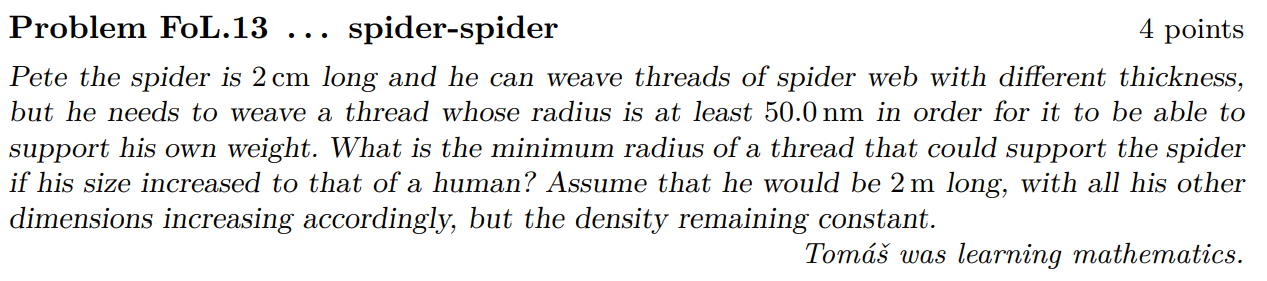 Problem FoL.13 ... spider-spider 4 points
Pete the spider is 2 cm long and he can weave threads of spider web with different thickness,
but he needs to weave a thread whose radius is at least 50.0 nm in order for it to be able to
support his own weight. What is the minimum radius of a thread that could support the spider
if his size increased to that of a human? Assume that he would be 2 m long, with all his other
dimensions increasing accordingly, but the density remaining constant.
Tomáš was learning mathematics.